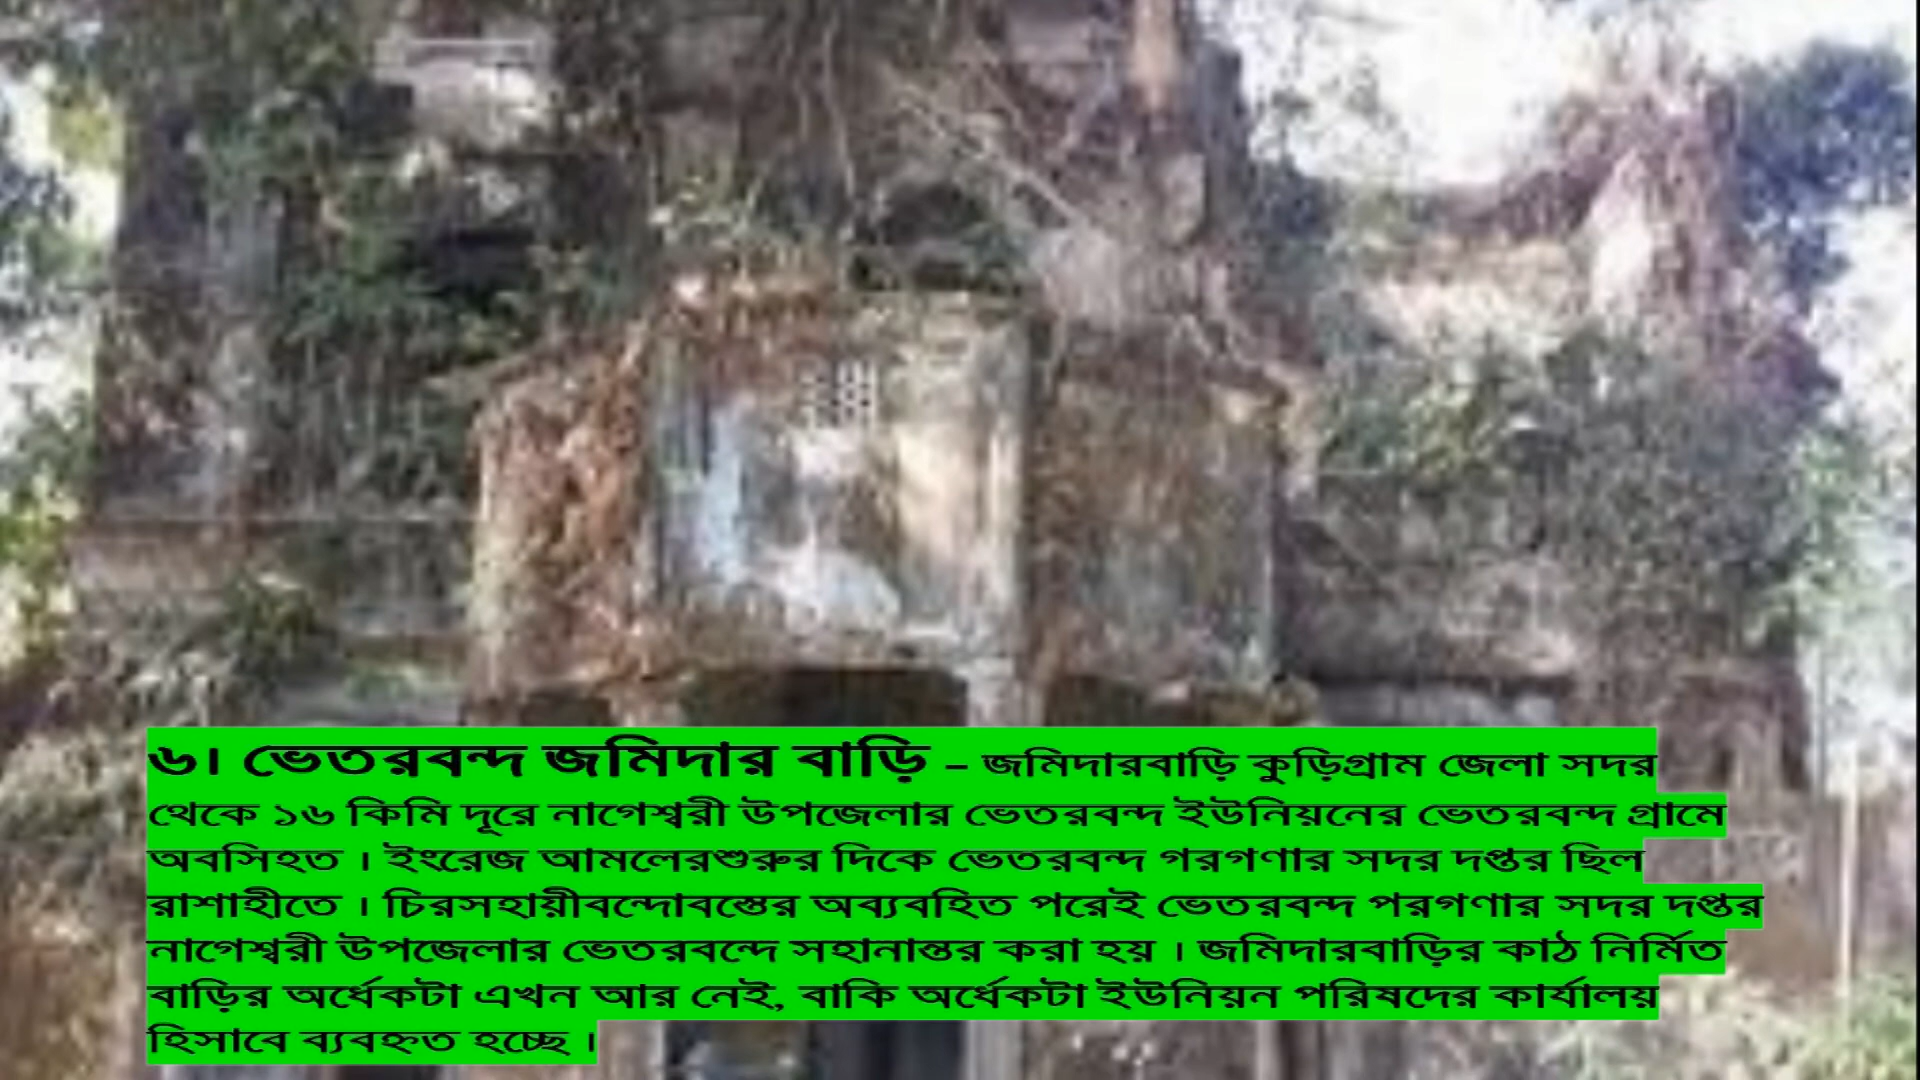 ৬। ভেতরবন্দ জমিদার বাড়ি – জমিদারবাড়ি কুড়িগ্রাম জেলা সদর
থেকে ১৬ কিমি দূরে নাগেশ্বরী উপজেলার ভেতরবন্দ ইউনিয়নের ভেতরবন্দ গ্রামে
অবসিহত । ইংরেজ আমলেরশুরুর দিকে ভেতরবন্দ গরগণার সদর দপ্তর ছিল
রাশাহীতে । চিরসহায়ীবন্দোবস্তের অব্যবহিত পরেই ভেতরবন্দ পরগণার সদর দপ্তর
নাগেশ্বরী উপজেলার ভেতরবন্দে সহানান্তর করা হয় । জমিদারবাড়ির কাঠ নির্মিত
বাড়ির অর্ধেকটা এখন আর নেই, বাকি অর্ধেকটা ইউনিয়ন পরিষদের কার্যালয়
হিসাবে ব্যবহৃত হচ্ছে ।